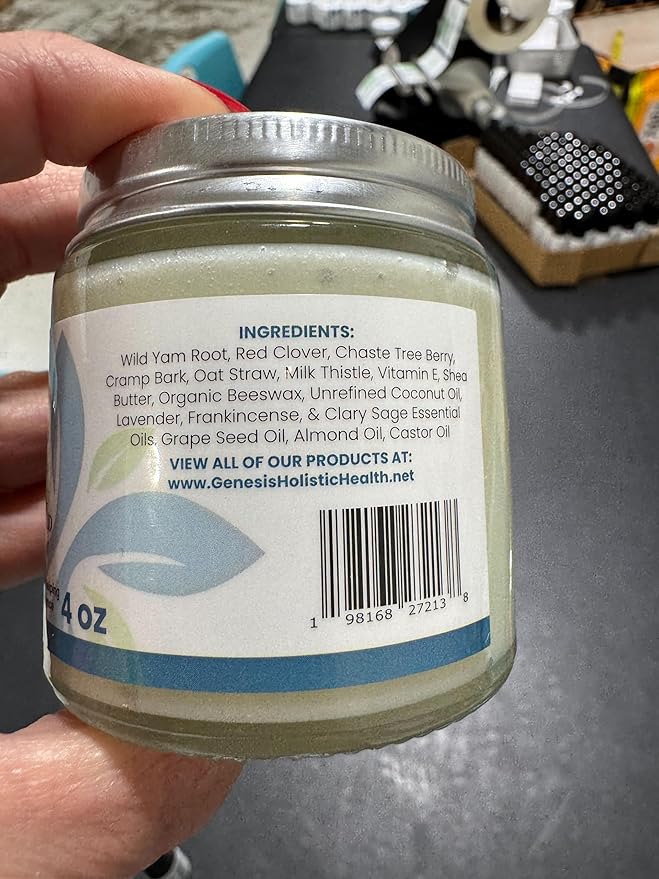 INGREDIENTS:
Wild Yam Root, Red Clover, Chaste Tree Berry,
Cramp Bark, Oat Straw, Milk Thistle, Vitamin E, Shea
Butter, Organic Beeswax, Unrefined Coconut Oil,
Lavender, Frankincense, & Clary Sage Essential
Oils, Grape Seed Oil, Almond Oil, Castor Oil
VIEW ALL OF OUR PRODUCTS AT:
www.GenesisHolisticHealth.net
4 oz
1 98168 27213 8